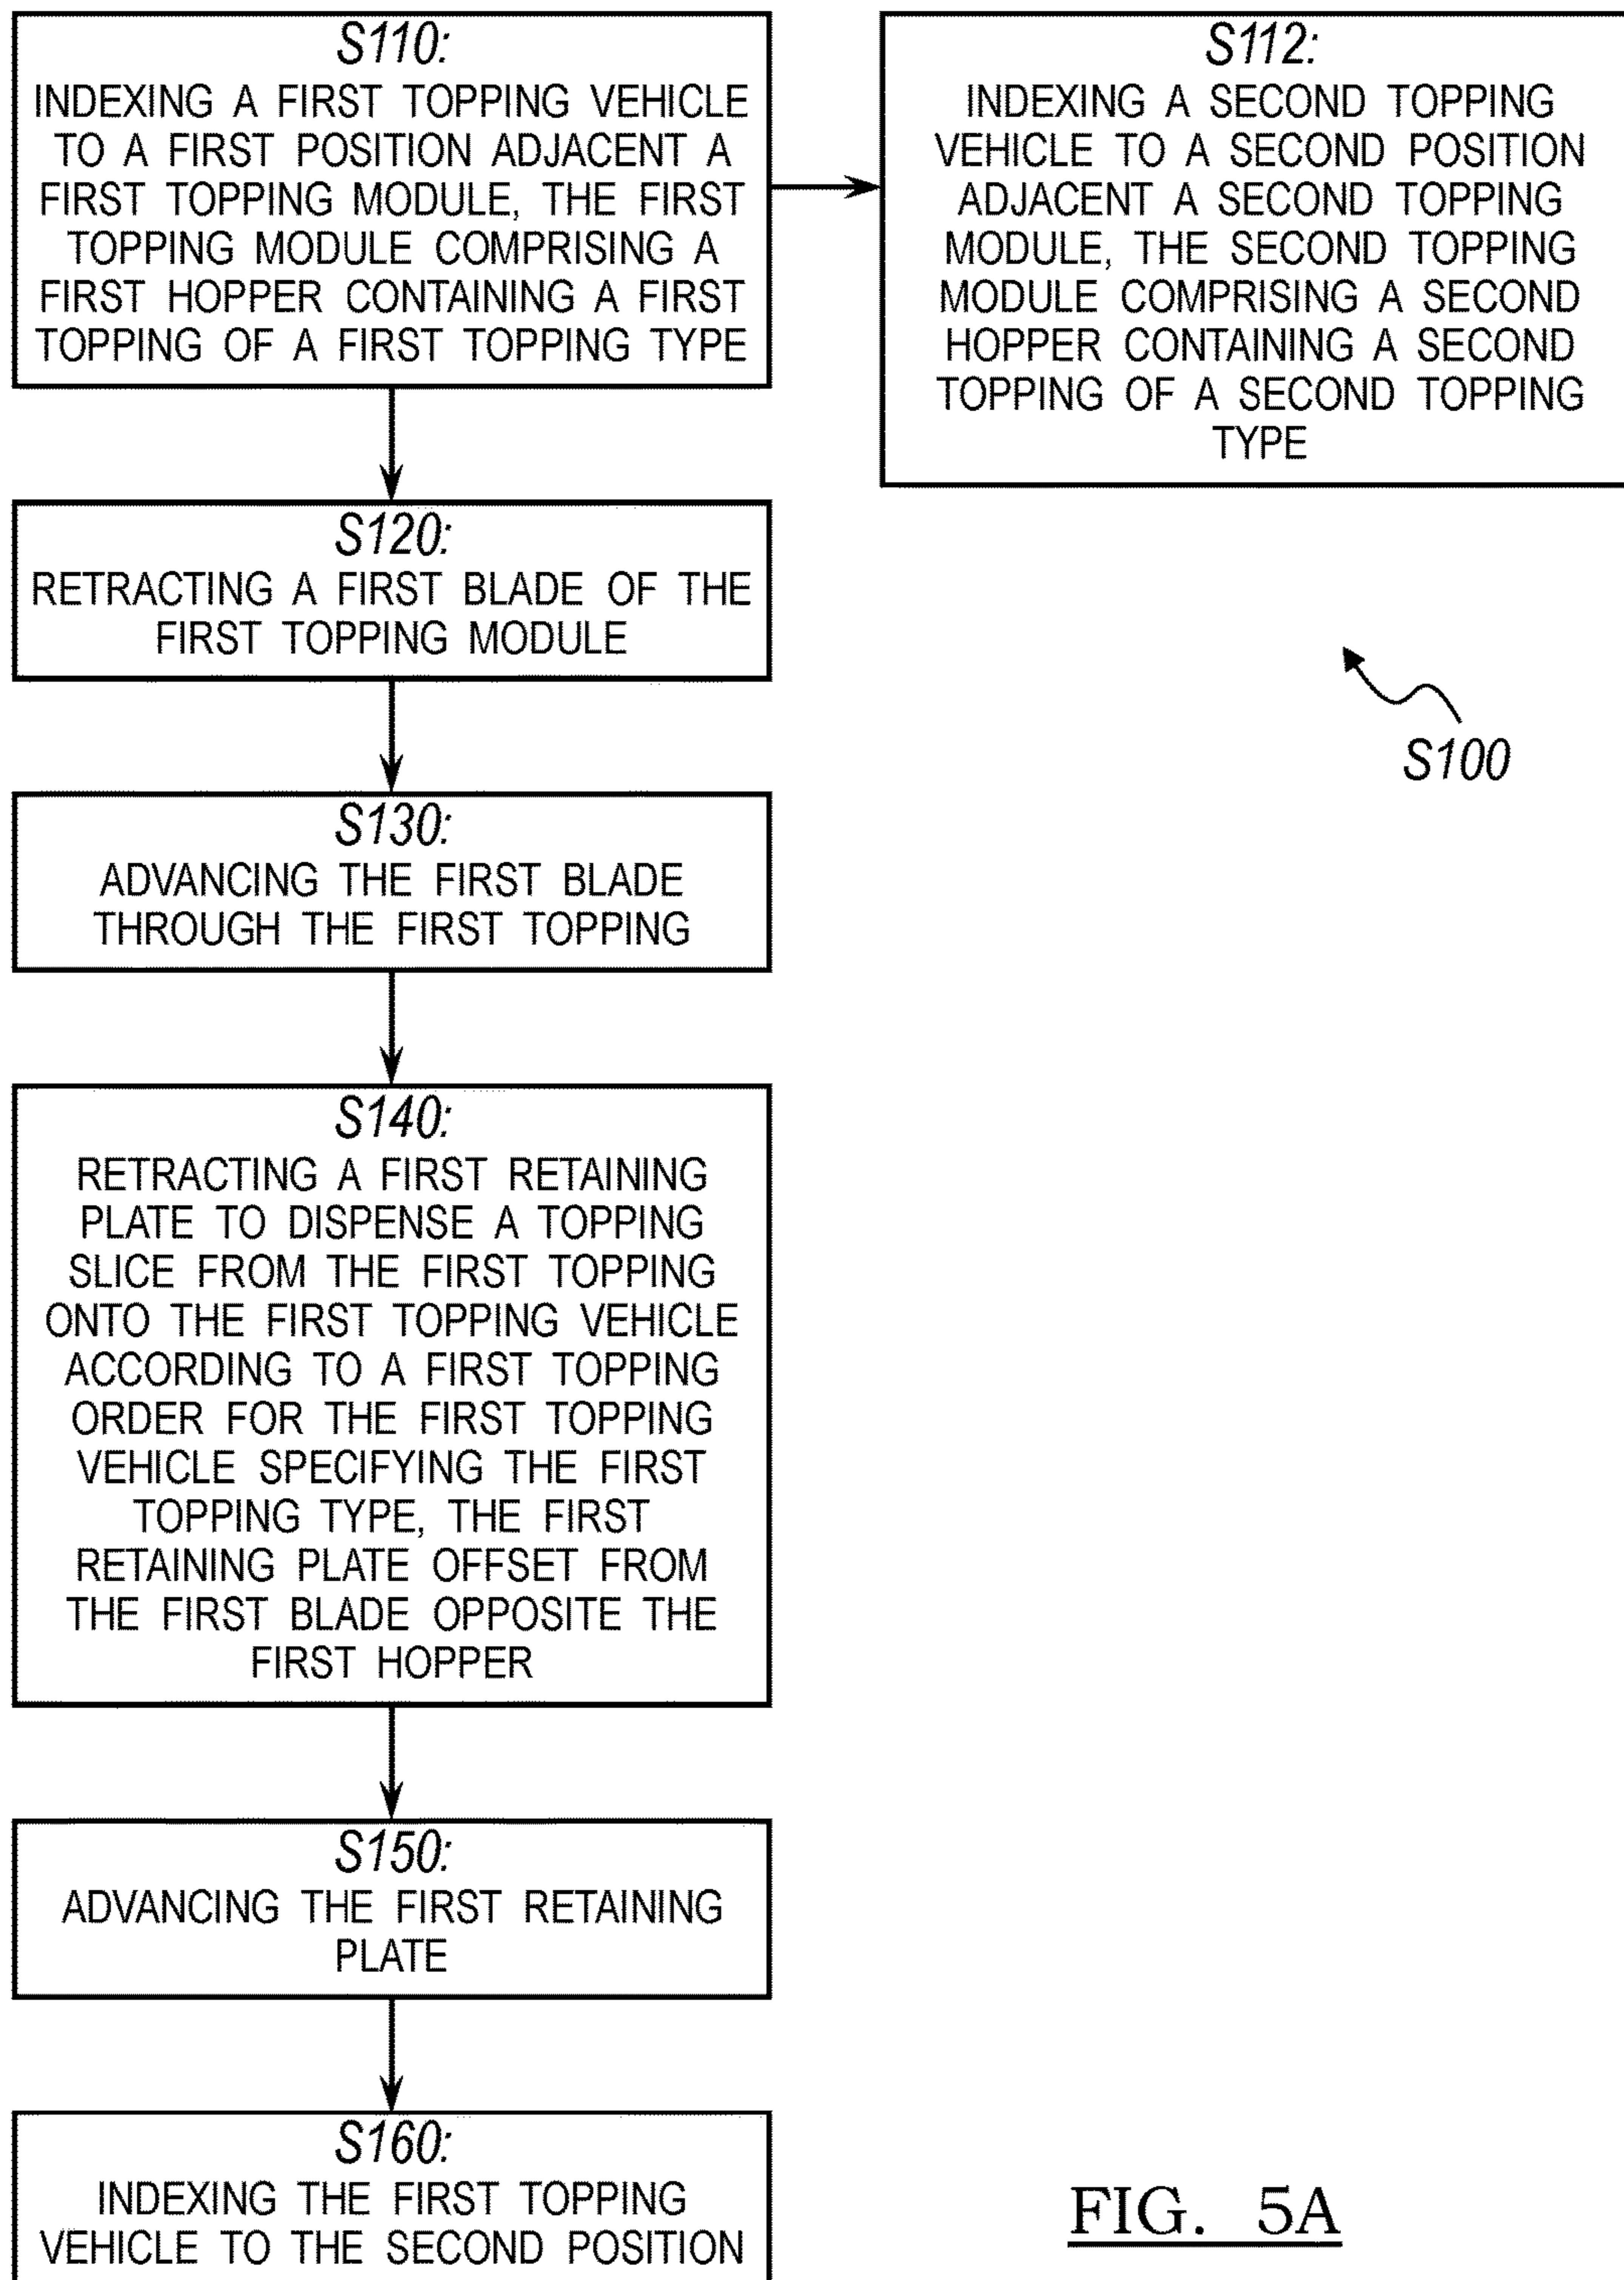 S110:
INDEXING A FIRST TOPPING VEHICLE
TO A FIRST POSITION ADJACENT A
FIRST TOPPING MODULE, THE FIRST
TOPPING MODULE COMPRISING A
FIRST HOPPER CONTAINING A FIRST
TOPPING OF A FIRST TOPPING TYPE
S112:
INDEXING A SECOND TOPPING
VEHICLE TO A SECOND POSITION
ADJACENT A SECOND TOPPING
MODULE, THE SECOND TOPPING
MODULE COMPRISING A SECOND
HOPPER CONTAINING A SECOND
TOPPING OF A SECOND TOPPING
TYPE
S120:
RETRACTING A FIRST BLADE OF THE
FIRST TOPPING MODULE
S100
S130:
ADVANCING THE FIRST BLADE
THROUGH THE FIRST TOPPING
S140:
RETRACTING A FIRST RETAINING
PLATE TO DISPENSE A TOPPING
SLICE FROM THE FIRST TOPPING
ONTO THE FIRST TOPPING VEHICLE
ACCORDING TO A FIRST TOPPING
ORDER FOR THE FIRST TOPPING
VEHICLE SPECIFYING THE FIRST
TOPPING TYPE, THE FIRST
RETAINING PLATE OFFSET FROM
THE FIRST BLADE OPPOSITE THE
FIRST HOPPER
S150:
ADVANCING THE FIRST RETAINING
PLATE
S160:
INDEXING THE FIRST TOPPING
VEHICLE TO THE SECOND POSITION
FIG. 5A